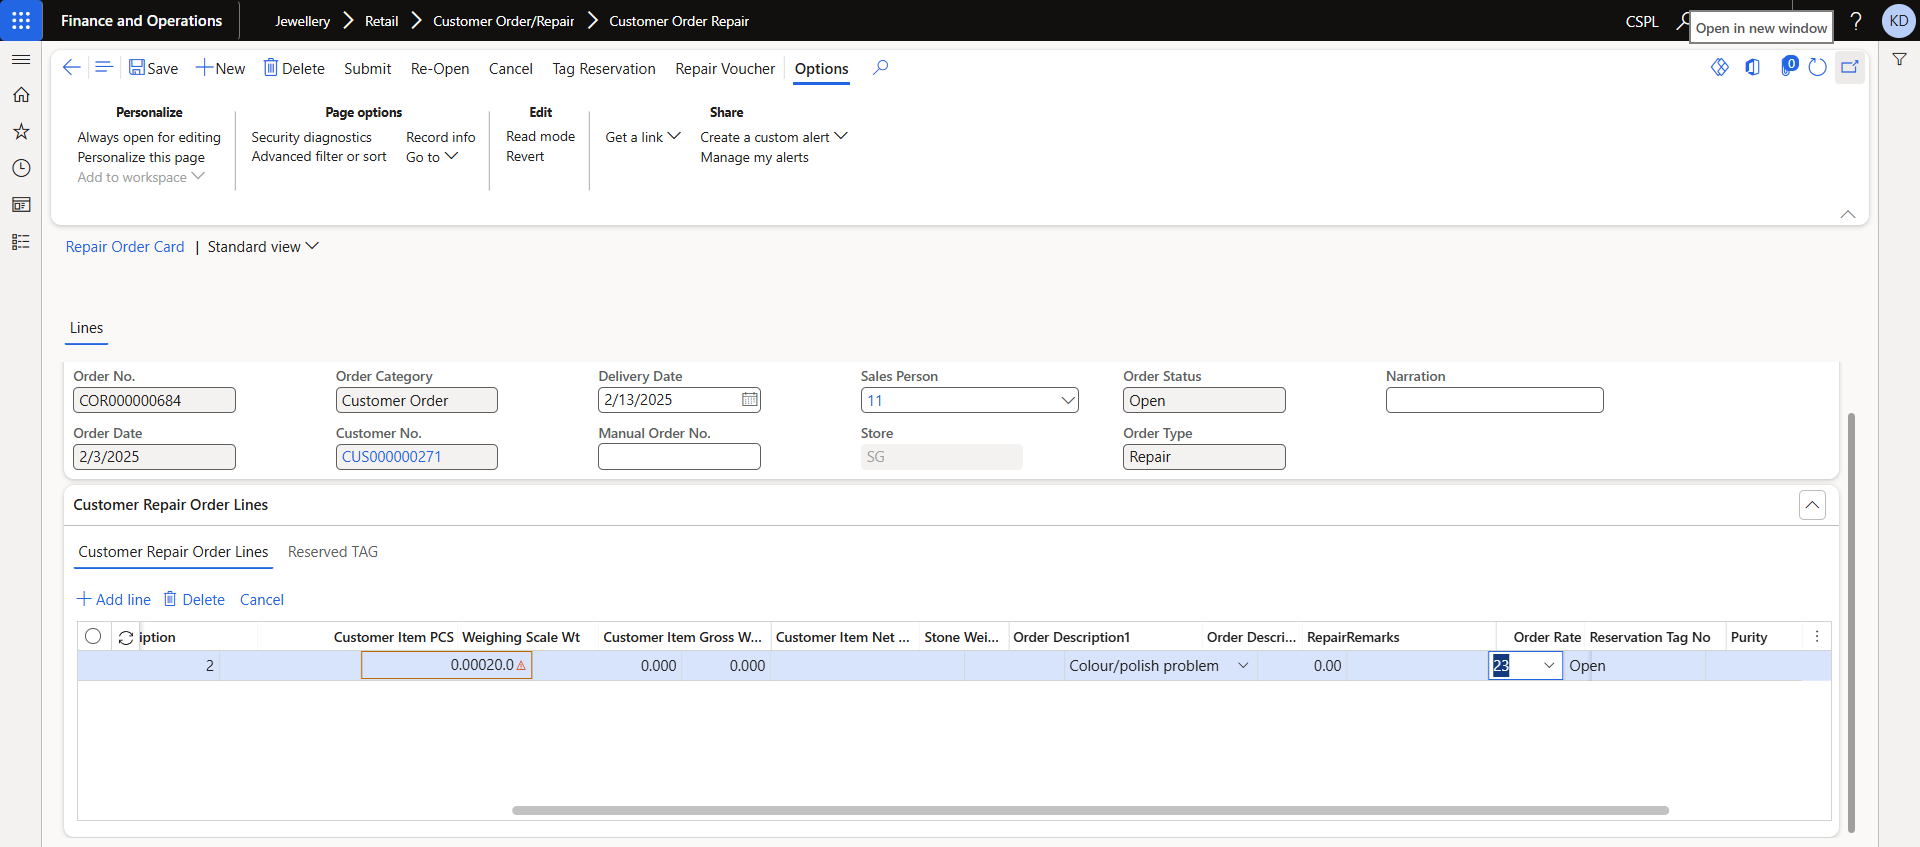 Finance and Operations
Jewellery > Retail > Customer Order/Repair > Customer Order Repair
CSPL
Open in new window
?
KD
Save
New
Delete
Submit
Re-Open
Cancel
Tag Reservation
Repair Voucher
Options
0
Personalize
Always open for editing
Personalize this page
Add to workspace
Page options
Security diagnostics
Advanced filter or sort
Record info
Go to
Edit
Read mode
Revert
Get a link
Share
Create a custom alert
Manage my alerts
Repair Order Card | Standard view
Lines
Order No.
COR000000684
Order Date
2/3/2025
Order Category
Customer Order
Customer No.
CUS000000271
Delivery Date
2/13/2025
Manual Order No.
Sales Person
11
Store
SG
Order Status
Open
Order Type
Repair
Narration
Customer Repair Order Lines
Customer Repair Order Lines
Reserved TAG
Add line
Delete
Cancel
iption Customer Item PCS Weighing Scale Wt Customer Item Gross W... Customer Item Net ... Stone Wei... Order Description1 Order Descri... RepairRemarks Order Rate Reservation Tag No Purity
2 0.00020.0 0.000 0.000 Colour/polish problem 0.00 23 Open